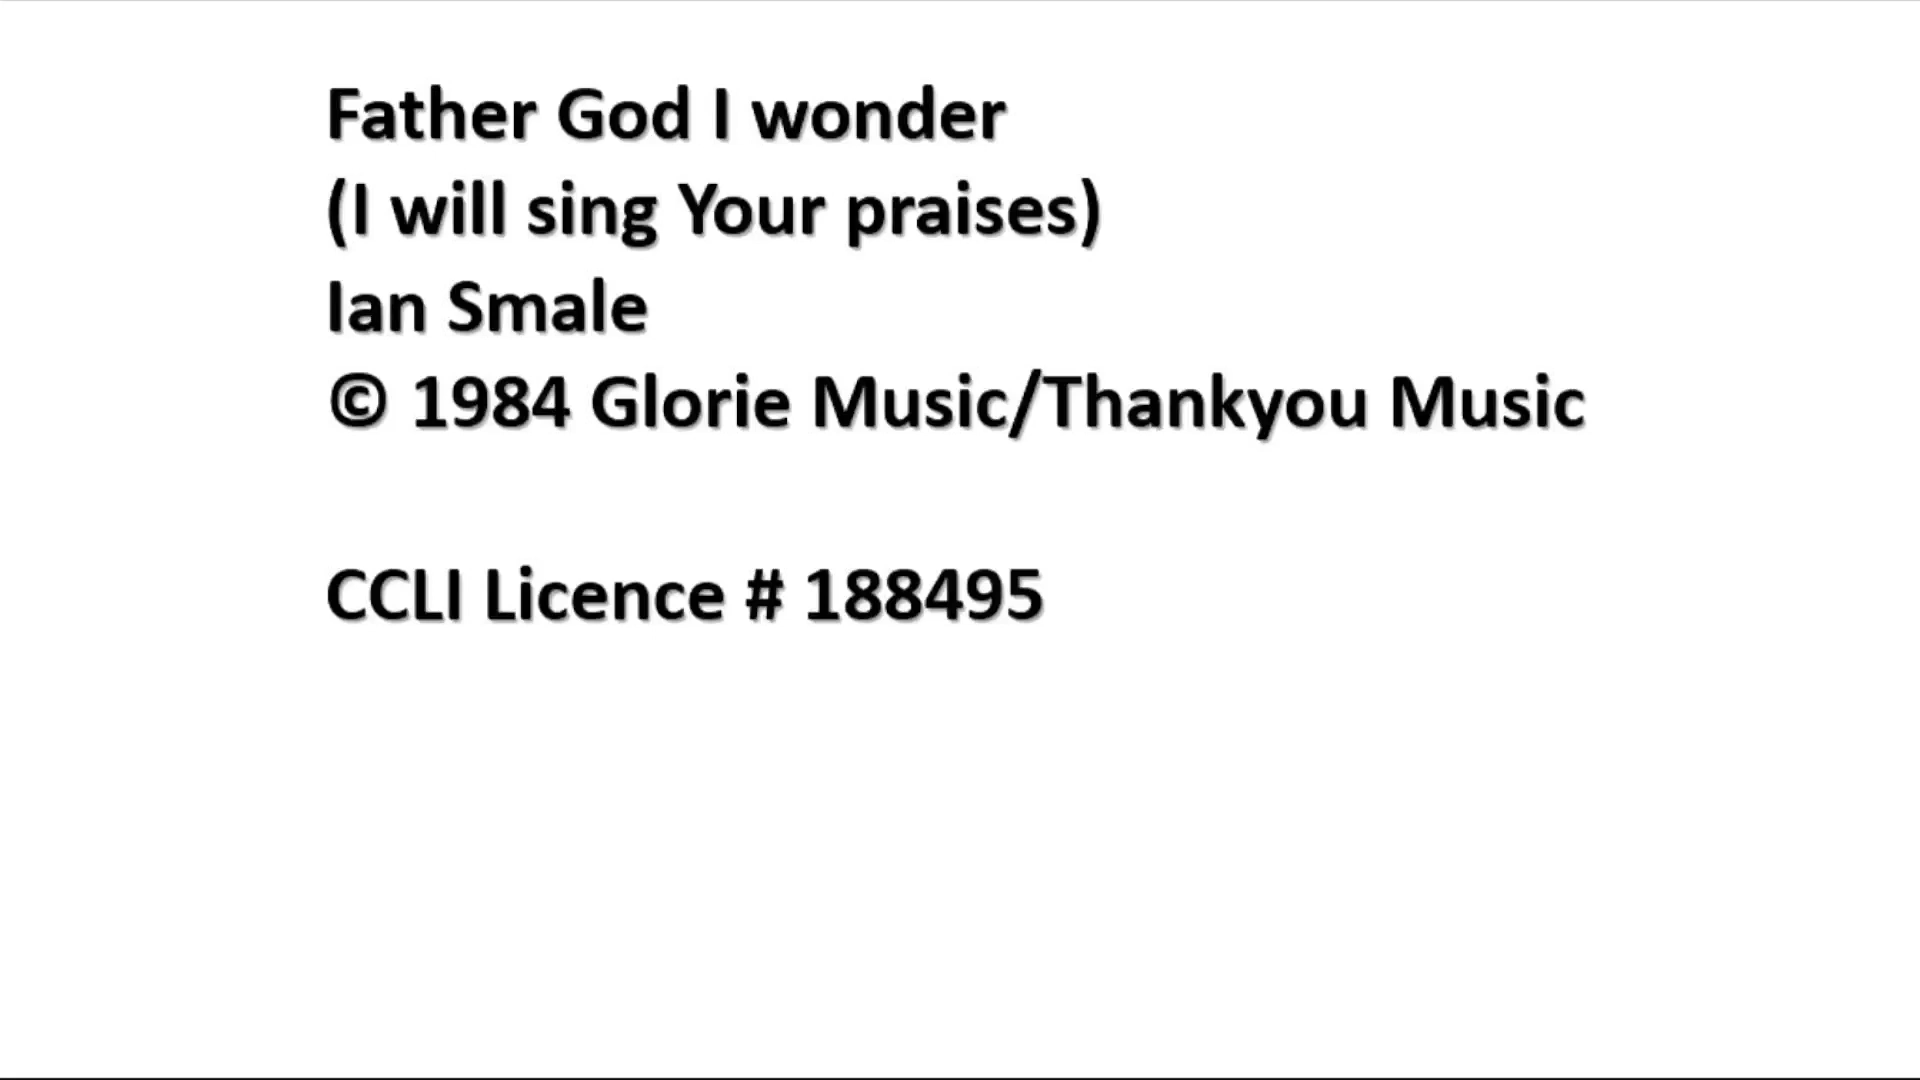 Father God I wonder
(I will sing Your praises)
Ian Smale
© 1984 Glorie Music/Thankyou Music
CCLI Licence # 188495